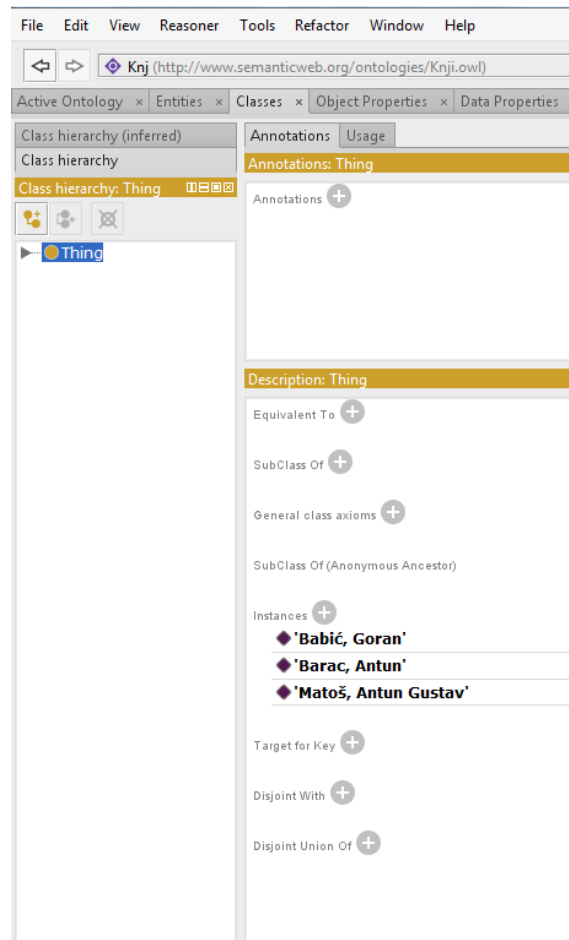 File Edit View Reasoner Tools Refactor Window Help
Knj (http://www.semanticweb.org/ontologies/Knji.owl)
Active Ontology × Entities × Classes × Object Properties × Data Properties
Class hierarchy (inferred)
Class hierarchy
Class hierarchy: Thing
Thing
Annotations Usage
Annotations: Thing
Annotations
Description: Thing
Equivalent To
SubClass Of
General class axioms
SubClass Of (Anonymous Ancestor)
Instances
'Babić, Goran'
'Barac, Antun'
'Matoš, Antun Gustav'
Target for Key
Disjoint With
Disjoint Union Of